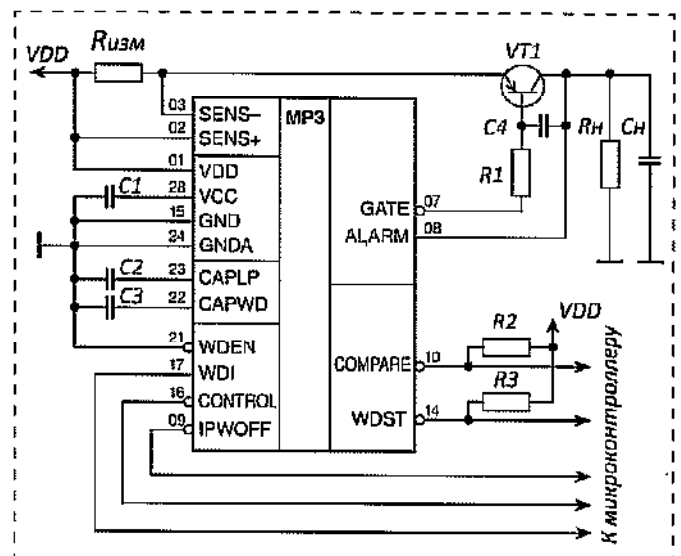 VDD
Rизм
VT1
03
SENS–
MP3
02
SENS+
C4
Rн
Cн
01
VDD
R1
C1
28
VCC
15
GND
GATE
07
24
GNDA
ALARM
08
C2
23
CAPLP
C3
22
CAPWD
VDD
R2
21
WDEN
COMPARE
10
17
WDI
R3
16
CONTROL
WDST
14
09
IPWOFF
К микроконтроллеру